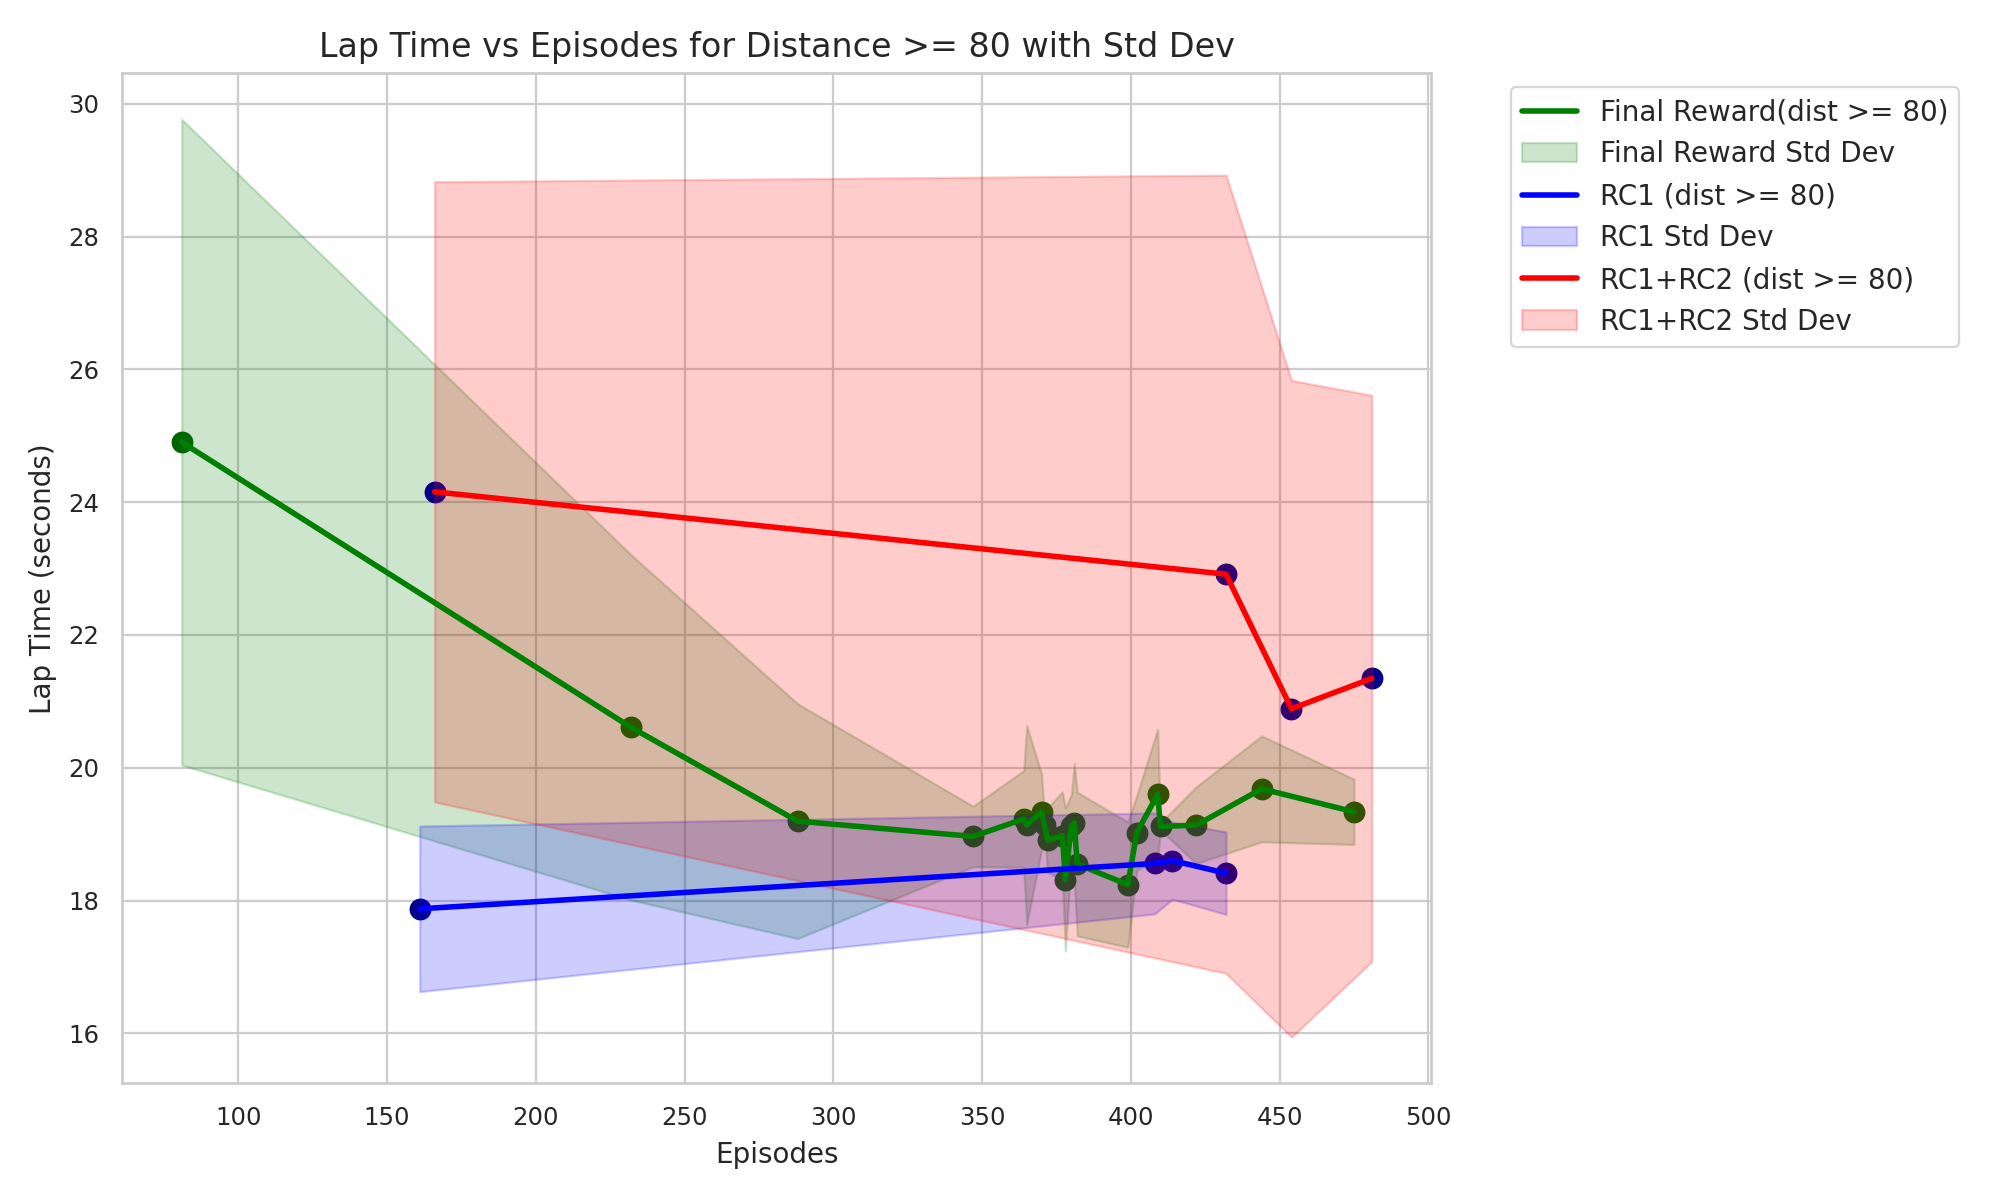 Lap Time vs Episodes for Distance >= 80 with Std Dev
Final Reward(dist >= 80)
Final Reward Std Dev
RC1 (dist >= 80)
RC1 Std Dev
RC1+RC2 (dist >= 80)
RC1+RC2 Std Dev
Lap Time (seconds)
30
28
26
24
22
20
18
16
100 150 200 250 300 350 400 450 500
Episodes